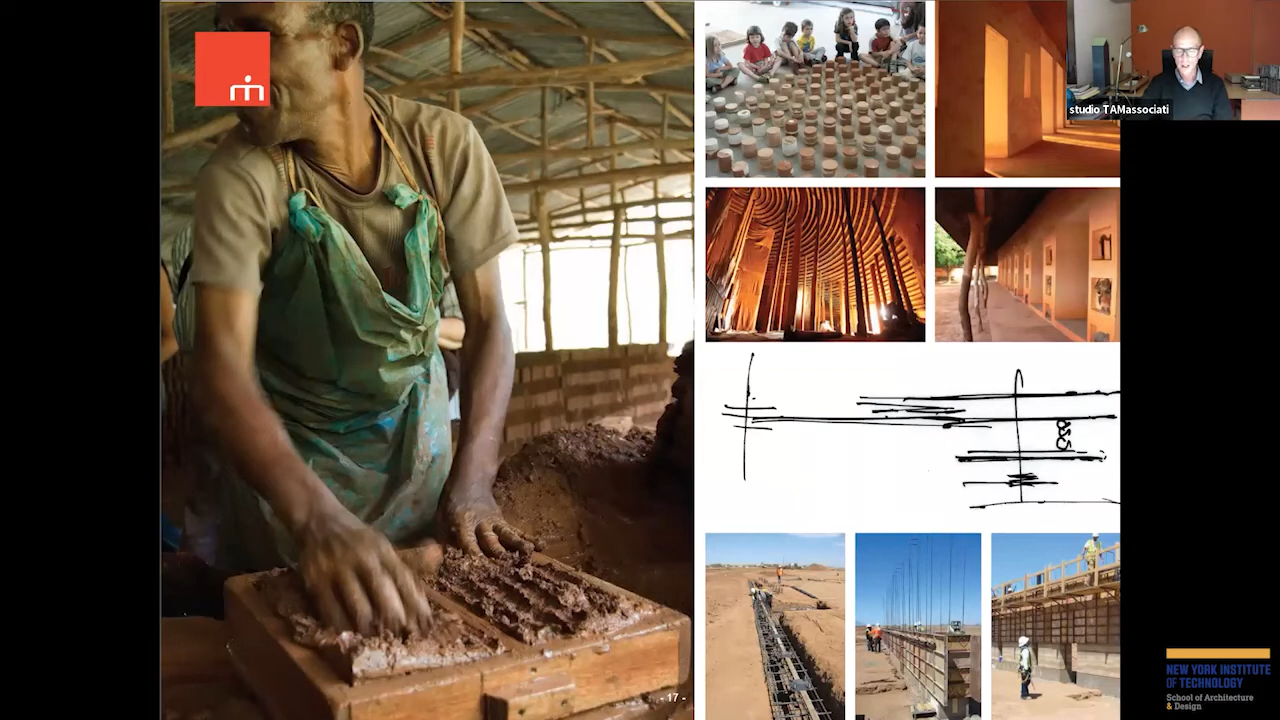 studio TAMassociati
- 17 -
NEW YORK INSTITUTE
OF TECHNOLOGY
School of Architecture
& Design